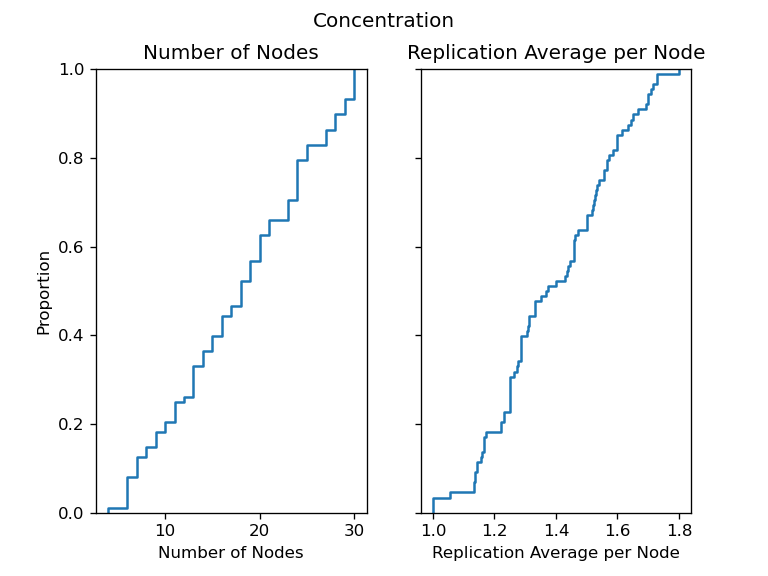 Concentration
Number of Nodes
Replication Average per Node
Proportion
1.0
0.8
0.6
0.4
0.2
0.0
10 20 30
1.0 1.2 1.4 1.6 1.8
Number of Nodes
Replication Average per Node